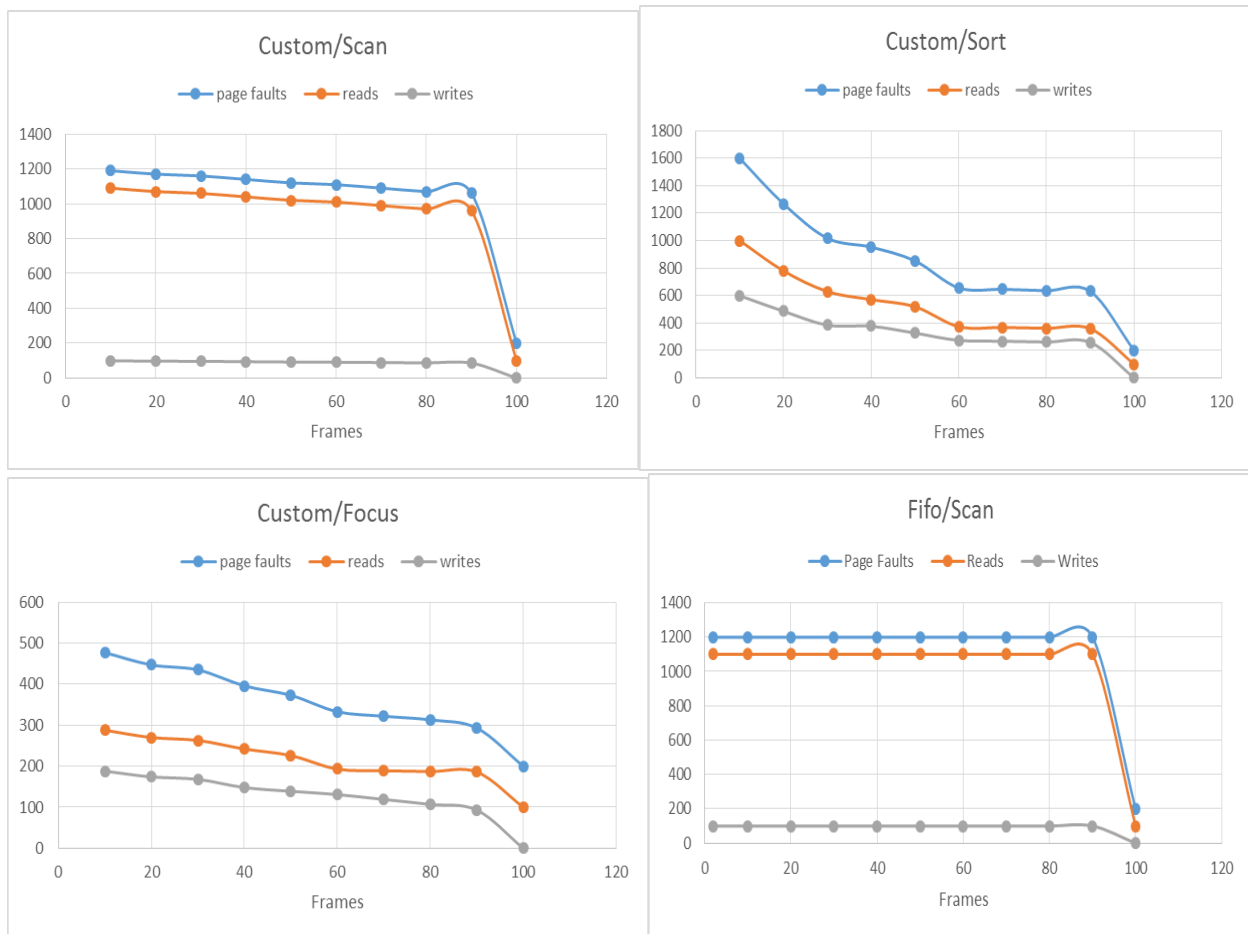 Custom/Scan
page faults reads writes
1400
1200
1000
800
600
400
200
0
0 20 40 60 80 100 120
Frames
Custom/Sort
page faults reads writes
1800
1600
1400
1200
1000
800
600
400
200
0
0 20 40 60 80 100 120
Frames
Custom/Focus
page faults reads writes
600
500
400
300
200
100
0
0 20 40 60 80 100 120
Frames
Fifo/Scan
Page Faults Reads Writes
1400
1200
1000
800
600
400
200
0
0 20 40 60 80 100 120
Frames